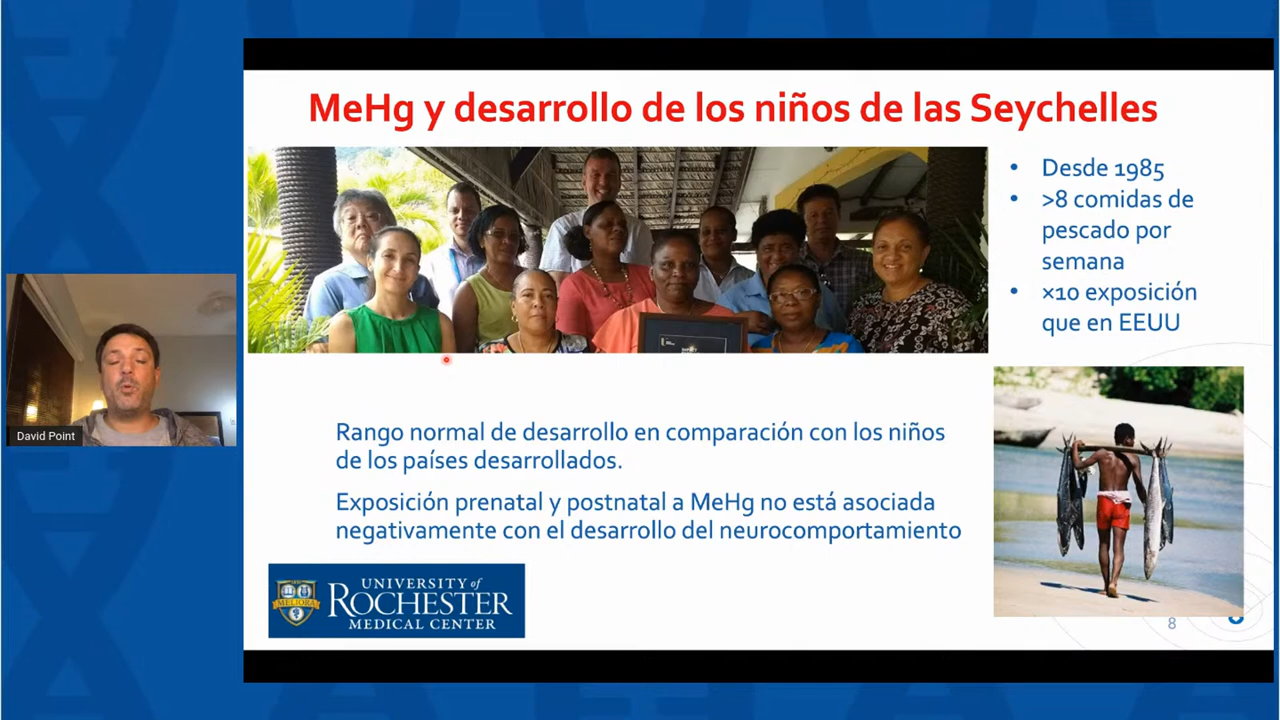 MeHg y desarrollo de los niños de las Seychelles
• Desde 1985
• >8 comidas de
pescado por
semana
• ×10 exposición
que en EEUU
David Point
Rango normal de desarrollo en comparación con los niños
de los países desarrollados.
Exposición prenatal y postnatal a MeHg no está asociada
negativamente con el desarrollo del neurocomportamiento
MELIORA
UNIVERSITY of
ROCHESTER
MEDICAL CENTER
8